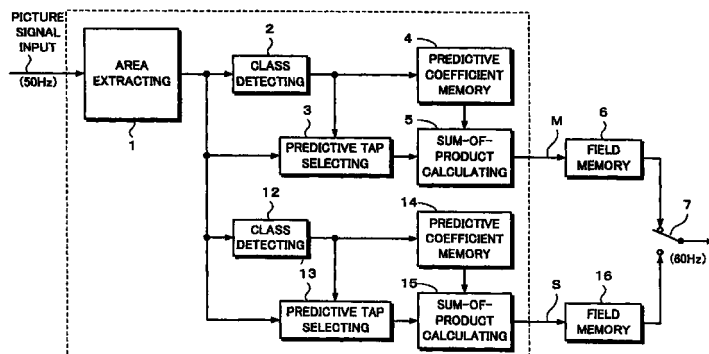 PICTURE
SIGNAL
INPUT
(50Hz)
AREA
EXTRACTING
1
2
CLASS
DETECTING
3
PREDICTIVE TAP
SELECTING
4
PREDICTIVE
COEFFICIENT
MEMORY
5
SUM-OF-
PRODUCT
CALCULATING
M
6
FIELD
MEMORY
7
(60Hz)
12
CLASS
DETECTING
13
PREDICTIVE TAP
SELECTING
14
PREDICTIVE
COEFFICIENT
MEMORY
15
SUM-OF-
PRODUCT
CALCULATING
S
16
FIELD
MEMORY